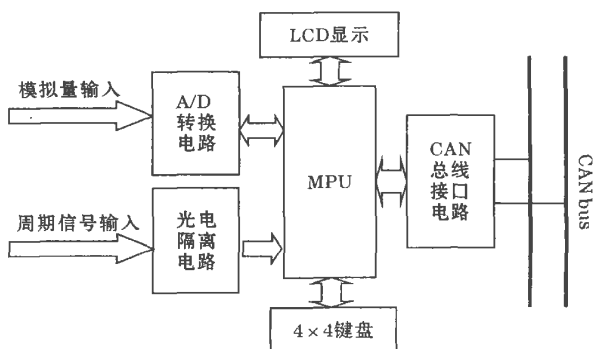 LCD显示
模拟量输入
A/D
转换
电路
MPU
CAN
总线
接口
电路
CAN bus
周期信号输入
光电
隔离
电路
4×4键盘